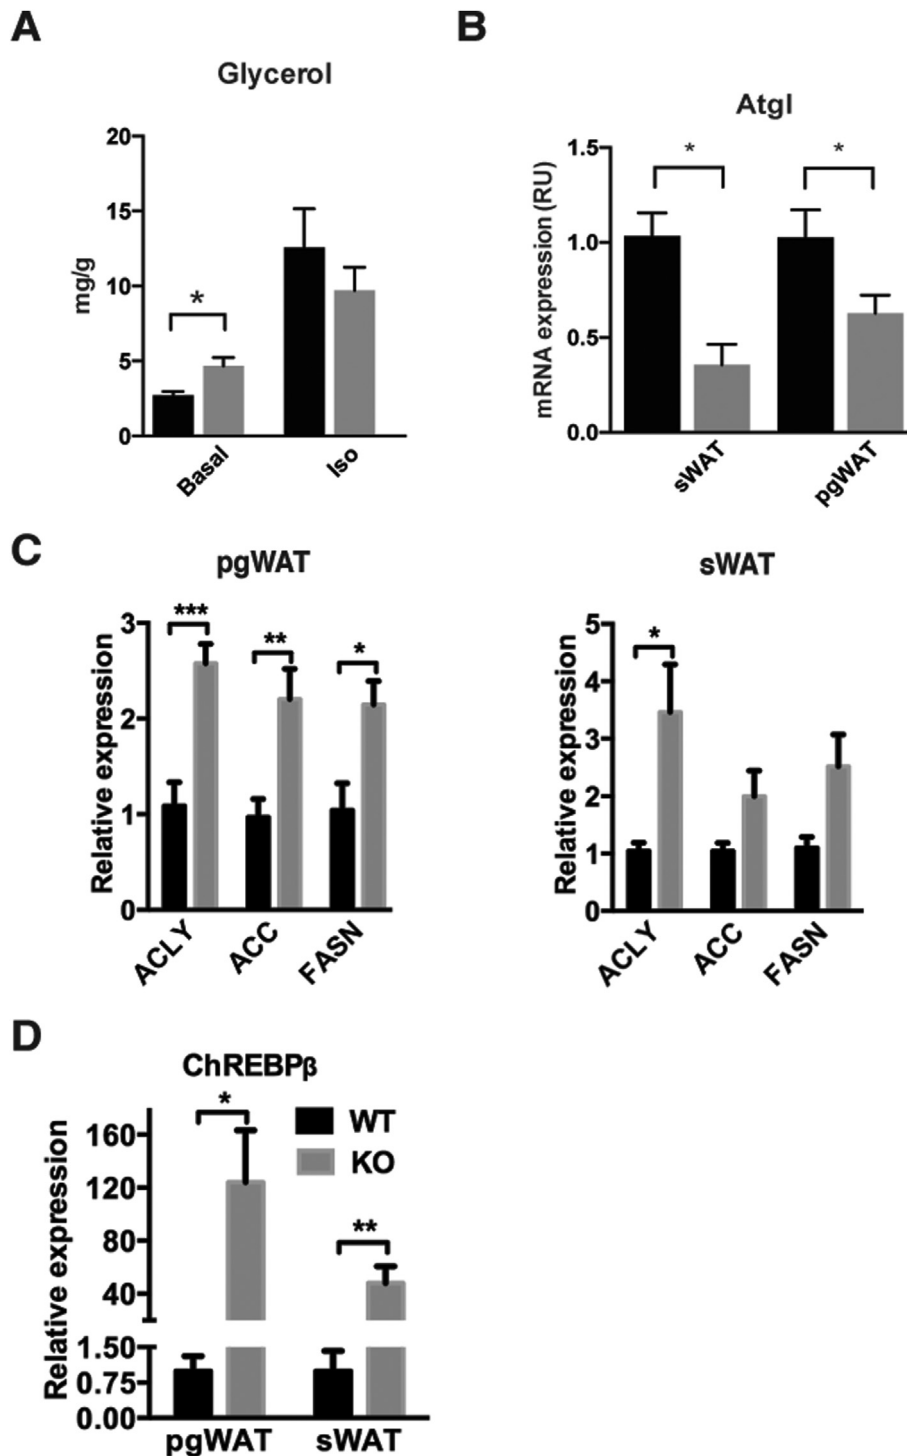 A
Glycerol
mg/g
20
15
10
5
0
*
Basal
Iso
B
Atgl
mRNA expression (RU)
1.5
1.0
0.5
0.0
*
*
sWAT
pgWAT
C
pgWAT
Relative expression
3
2
1
0
***
**
*
ACLY
ACC
FASN
sWAT
Relative expression
5
4
3
2
1
0
*
ACLY
ACC
FASN
D
ChREBPβ
Relative expression
160
120
80
40
1.50
0.75
0.00
*
**
WT
KO
pgWAT
sWAT